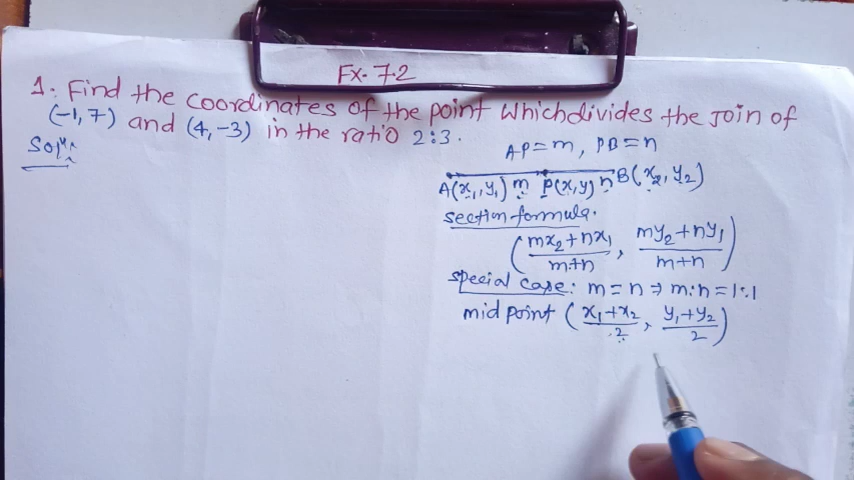 Ex. 7.2
1. Find the coordinates of the point which divides the Join of
(-1, 7) and (4, -3) in the ratio 2:3.
Solⁿ:
AP = m, PB = n
A(x₁, y₁) m P(x, y) n B(x₂, y₂)
section formula.
((mx₂+nx₁)/(m+n), (my₂+ny₁)/(m+n))
special case: m = n ⇒ m:n = 1:1
mid point ((x₁+x₂)/2, (y₁+y₂)/2)